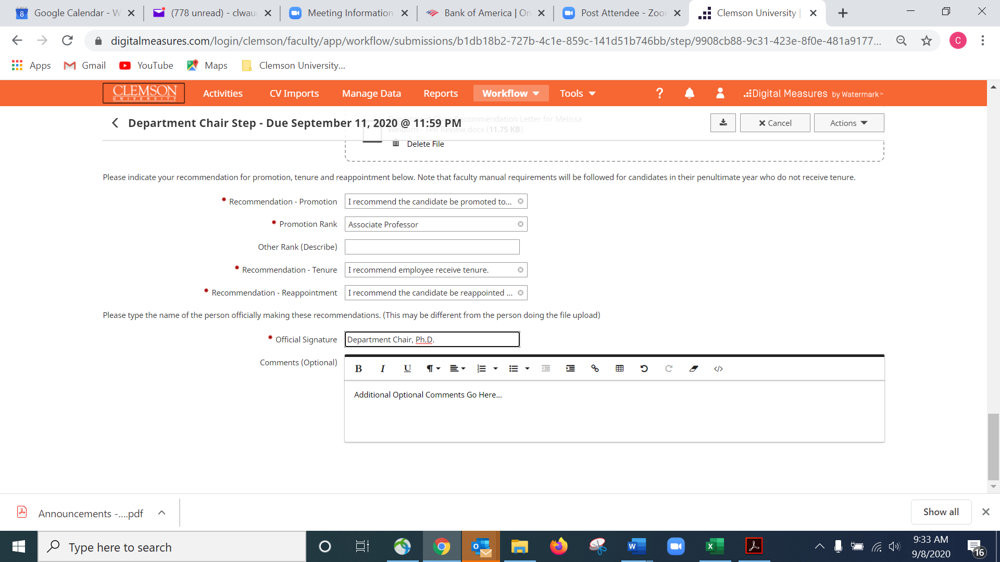 8 Google Calendar - W
(778 unread) - clwau
Meeting Information
Bank of America | On
Post Attendee - Zoo
Clemson University |
digitalmeasures.com/login/clemson/faculty/app/workflow/submissions/b1db18b2-727b-4c1e-859c-141d51b746bb/step/9908cb88-9c31-423e-8f0e-481a9177...
C
Apps
Gmail
YouTube
Maps
Clemson University...
CLEMSON
UNIVERSITY
Activities
CV Imports
Manage Data
Reports
Workflow
Tools
?
Digital Measures by Watermark™
Department Chair Recommendation Letter for Melissa
Welborn - TPR Review.docx (11.75 KB)
Department Chair Step - Due September 11, 2020 @ 11:59 PM
Cancel
Actions
Delete File
Please indicate your recommendation for promotion, tenure and reappointment below. Note that faculty manual requirements will be followed for candidates in their penultimate year who do not receive tenure.
* Recommendation - Promotion I recommend the candidate be promoted to...
* Promotion Rank Associate Professor
Other Rank (Describe)
* Recommendation - Tenure I recommend employee receive tenure.
* Recommendation - Reappointment I recommend the candidate be reappointed ...
Please type the name of the person officially making these recommendations. (This may be different from the person doing the file upload)
* Official Signature Department Chair, Ph.D.
Comments (Optional)
B I U ¶ </>
Additional Optional Comments Go Here...
Announcements -....pdf
Show all
Type here to search
9:33 AM
9/8/2020
16